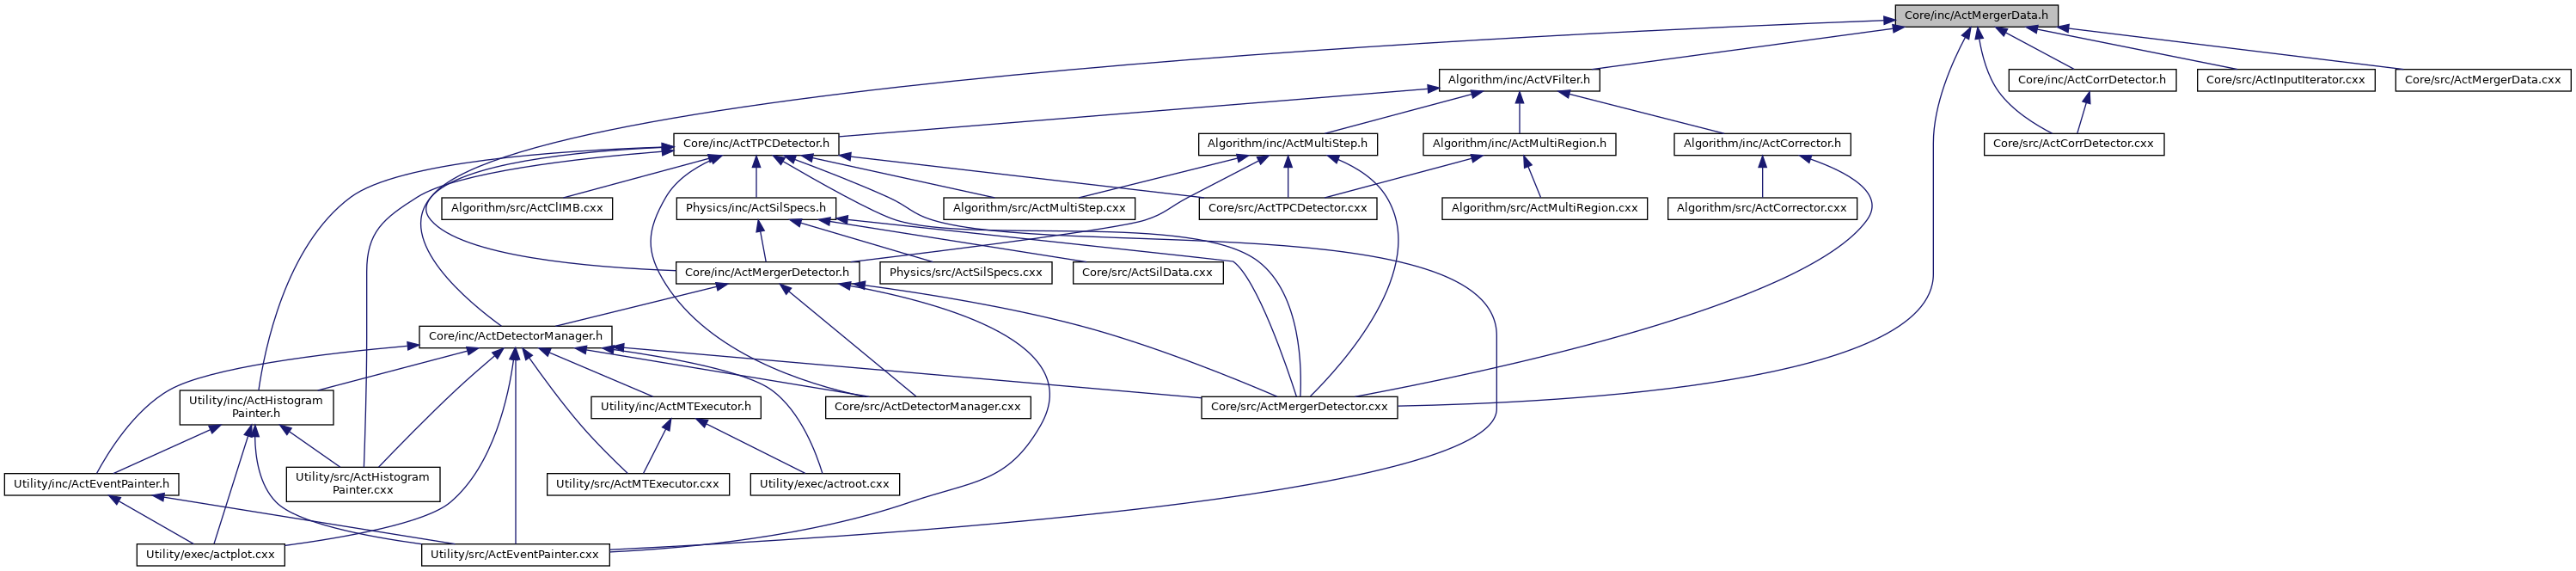 Core/inc/ActMergerData.h
Algorithm/inc/ActVFilter.h
Core/inc/ActCorrDetector.h
Core/src/ActInputIterator.cxx
Core/src/ActMergerData.cxx
Core/inc/ActTPCDetector.h
Algorithm/inc/ActMultiStep.h
Algorithm/inc/ActMultiRegion.h
Algorithm/inc/ActCorrector.h
Core/src/ActCorrDetector.cxx
Algorithm/src/ActClIMB.cxx
Physics/inc/ActSilSpecs.h
Algorithm/src/ActMultiStep.cxx
Core/src/ActTPCDetector.cxx
Algorithm/src/ActMultiRegion.cxx
Algorithm/src/ActCorrector.cxx
Core/inc/ActMergerDetector.h
Physics/src/ActSilSpecs.cxx
Core/src/ActSilData.cxx
Core/inc/ActDetectorManager.h
Utility/inc/ActHistogram
Painter.h
Utility/inc/ActMTExecutor.h
Core/src/ActDetectorManager.cxx
Core/src/ActMergerDetector.cxx
Utility/inc/ActEventPainter.h
Utility/src/ActHistogram
Painter.cxx
Utility/src/ActMTExecutor.cxx
Utility/exec/actroot.cxx
Utility/exec/actplot.cxx
Utility/src/ActEventPainter.cxx